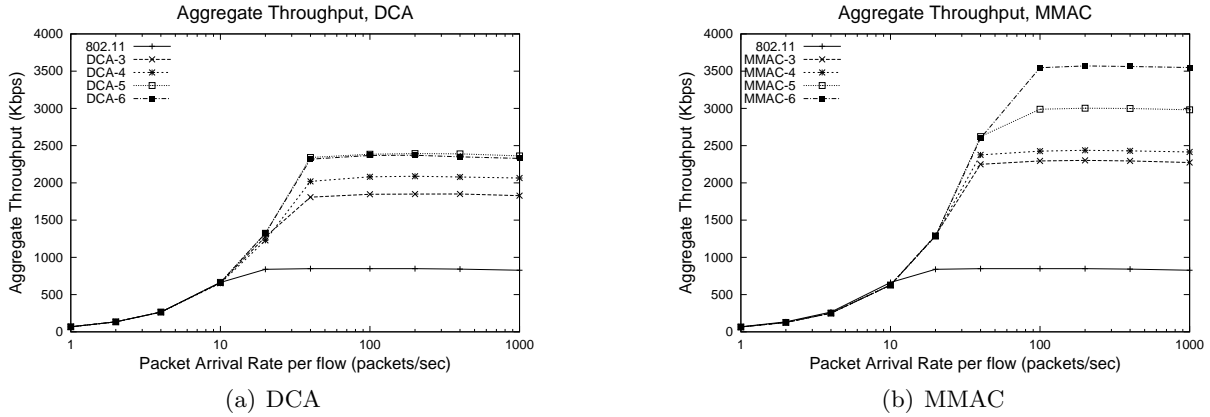 Aggregate Throughput, DCA
Aggregate Throughput (Kbps)
4000
3500
3000
2500
2000
1500
1000
500
0
802.11
DCA-3
DCA-4
DCA-5
DCA-6
1 10 100 1000
Packet Arrival Rate per flow (packets/sec)
(a) DCA
Aggregate Throughput, MMAC
Aggregate Throughput (Kbps)
4000
3500
3000
2500
2000
1500
1000
500
0
802.11
MMAC-3
MMAC-4
MMAC-5
MMAC-6
1 10 100 1000
Packet Arrival Rate per flow (packets/sec)
(b) MMAC